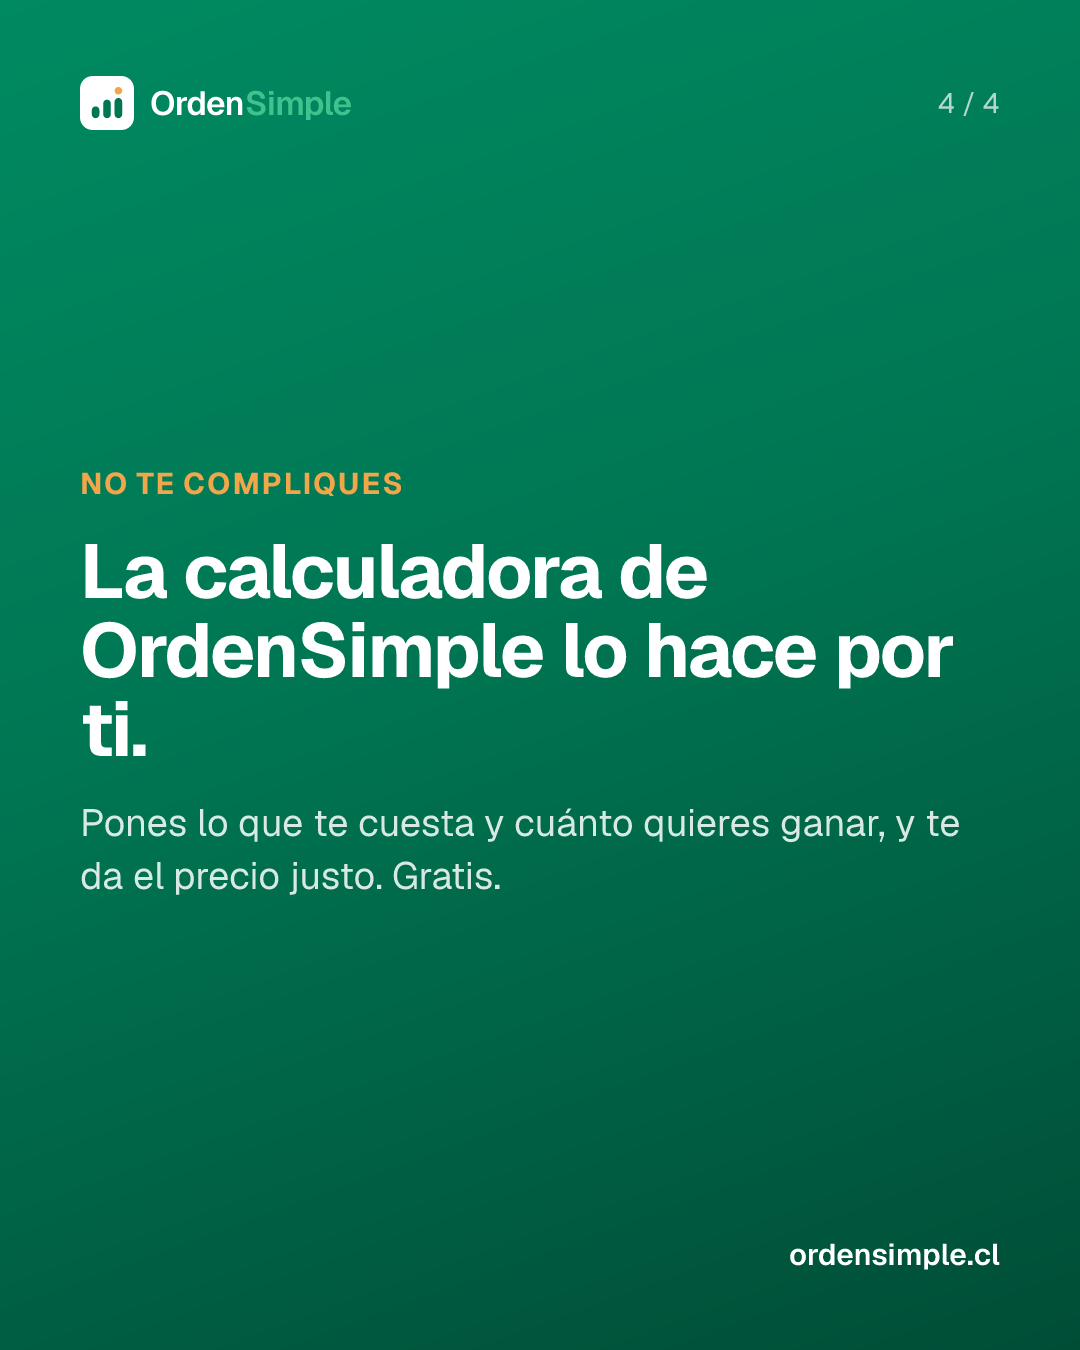 OrdenSimple
4 / 4
NO TE COMPLIQUES
La calculadora de
OrdenSimple lo hace por
ti.
Pones lo que te cuesta y cuánto quieres ganar, y te
da el precio justo. Gratis.
ordensimple.cl